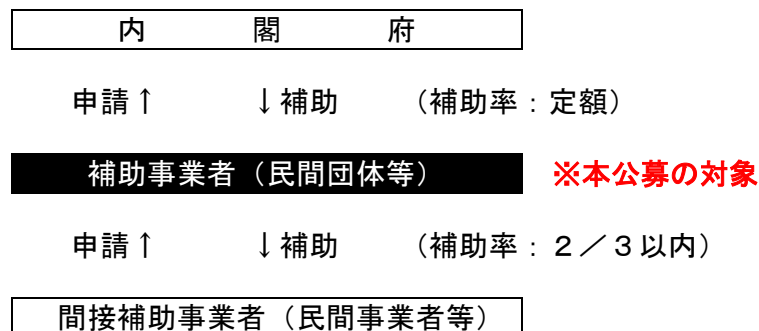 内　閣　府
申請↑　↓補助　（補助率：定額）
補助事業者（民間団体等）　※本公募の対象
申請↑　↓補助　（補助率：２／３以内）
間接補助事業者（民間事業者等）